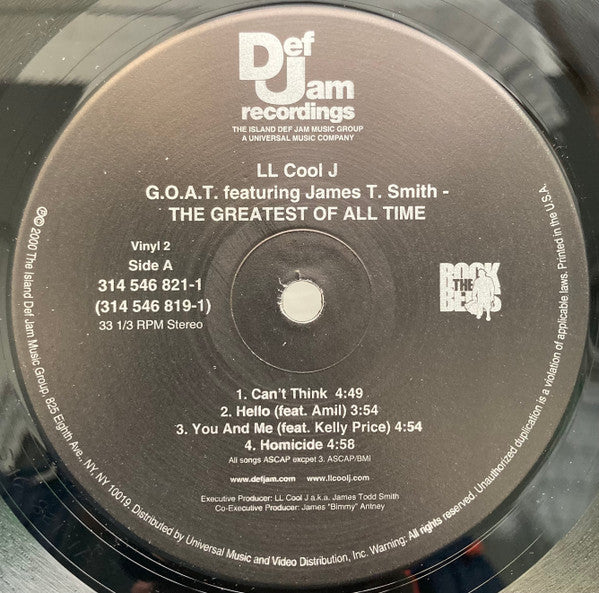 Def
Jam
recordings
THE ISLAND DEF JAM MUSIC GROUP
A UNIVERSAL MUSIC COMPANY
LL Cool J
G.O.A.T. featuring James T. Smith -
THE GREATEST OF ALL TIME
Vinyl 2
Side A
314 546 821-1
(314 546 819-1)
33 1/3 RPM Stereo
ROCK
THE
BELLS
1. Can't Think 4:49
2. Hello (feat. Amil) 3:54
3. You And Me (feat. Kelly Price) 4:54
4. Homicide 4:58
All songs ASCAP excpet 3. ASCAP/BMI
www.defjam.com www.llcoolj.com
Executive Producer: LL Cool J a.k.a. James Todd Smith
Co-Executive Producer: James "Bimmy" Antney
℗© 2000 The Island Def Jam Music Group, 825 Eighth Ave., NY, NY 10019. Distributed by Universal Music and Video Distribution, Inc. Warning: All rights reserved. Unauthorized duplication is a violation of applicable laws. Printed in the U.S.A.